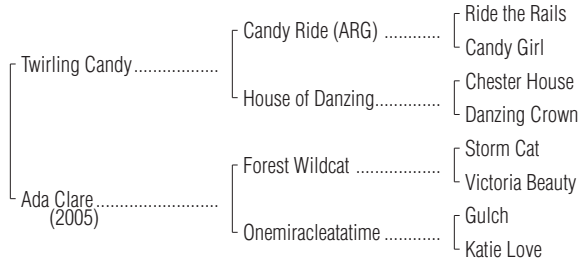 Ride the Rails
Candy Ride (ARG) ............
Candy Girl
Twirling Candy..................
Chester House
House of Danzing.............
Danzing Crown
Storm Cat
Forest Wildcat ..................
Victoria Beauty
Ada Clare..........................
(2005)
Gulch
Onemiracleatatime ............
Katie Love